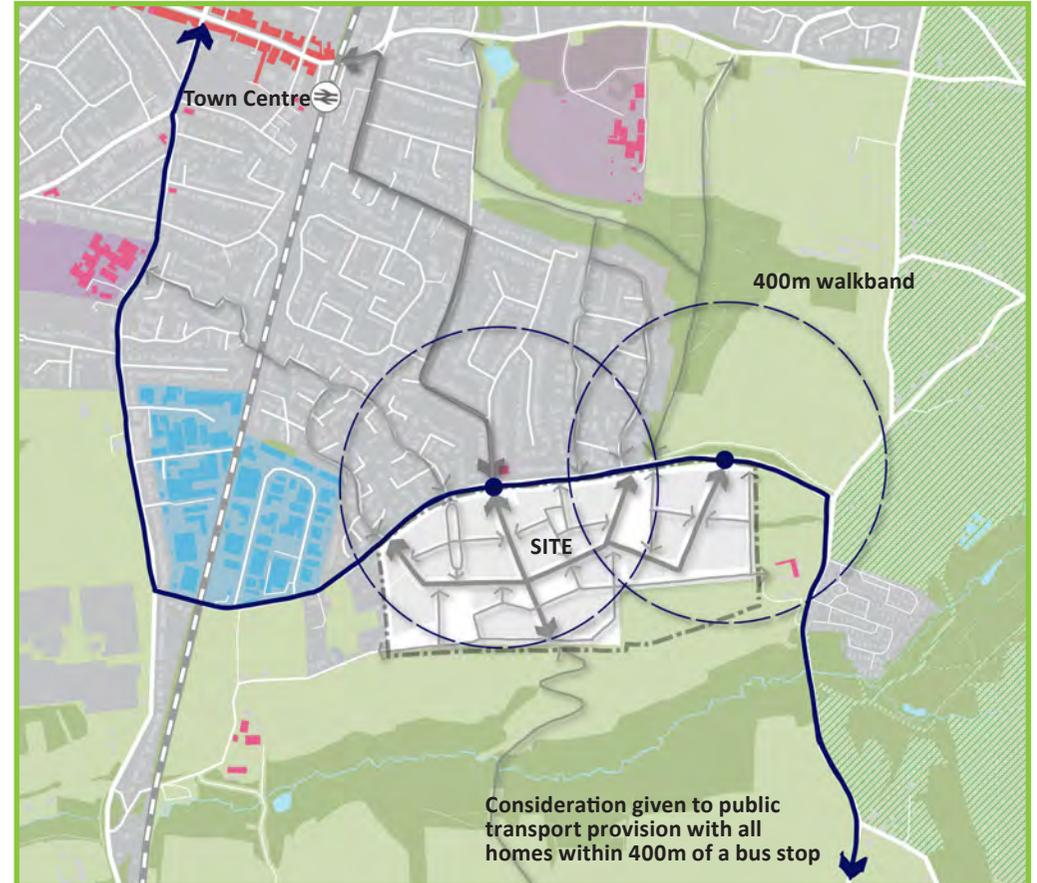 Town Centre
400m walkband
SITE
Consideration given to public
transport provision with all
homes within 400m of a bus stop